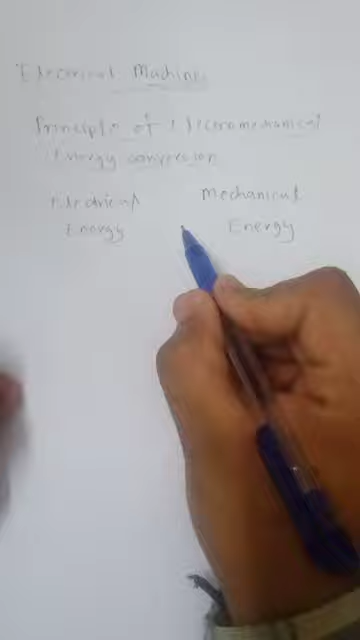 Electrical Machines
Principle of Electromechanical
Energy conversion
Electrical Mechanical
Energy Energy